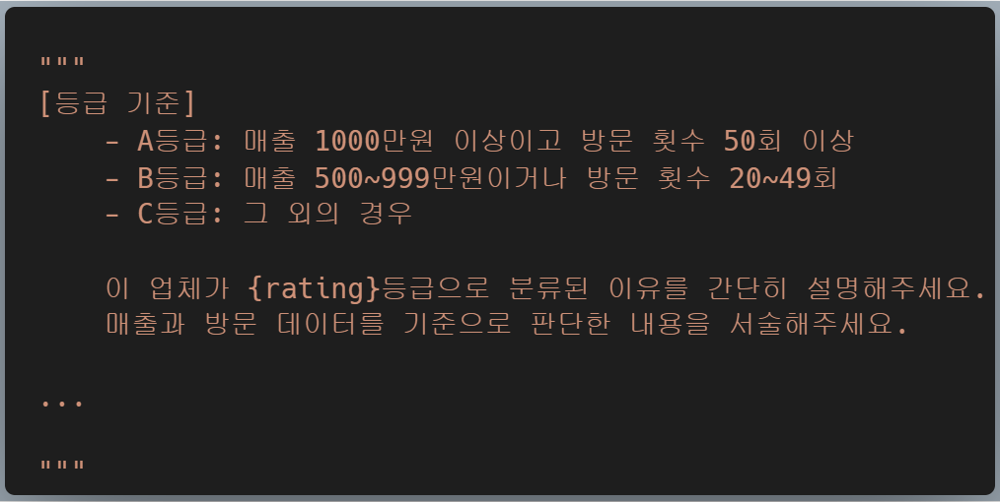 """
[등급 기준]
- A등급: 매출 1000만원 이상이고 방문 횟수 50회 이상
- B등급: 매출 500~999만원이거나 방문 횟수 20~49회
- C등급: 그 외의 경우
이 업체가 {rating}등급으로 분류된 이유를 간단히 설명해주세요.
매출과 방문 데이터를 기준으로 판단한 내용을 서술해주세요.
...
"""